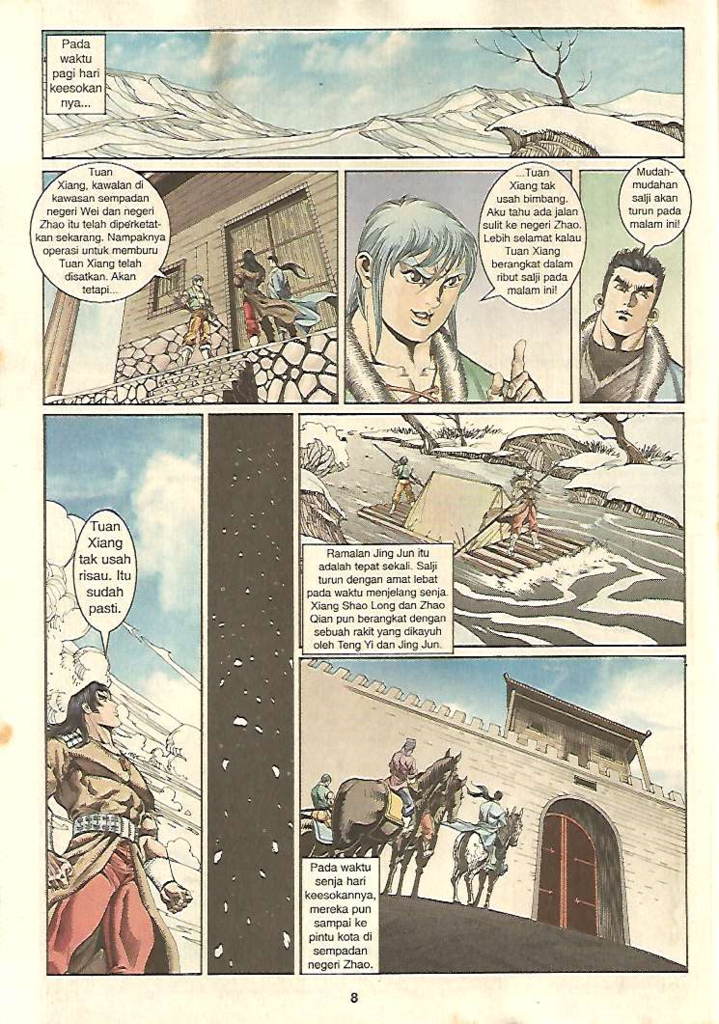 Pada
waktu
pagi hari
keesokan
nya...
Tuan
Xiang, kawalan di
kawasan sempadan
negeri Wei dan negeri
Zhao itu telah diperketat-
kan sekarang. Nampaknya
operasi untuk memburu
Tuan Xiang telah
disatkan. Akan
tetapi...
...Tuan
Xiang tak
usah bimbang.
Aku tahu ada jalan
sulit ke negeri Zhao.
Lebih selamat kalau
Tuan Xiang
berangkat dalam
ribut salji pada
malam ini!
Mudah-
mudahan
salji akan
turun pada
malam ini!
Tuan
Xiang
tak usah
risau. Itu
sudah
pasti.
Ramalan Jing Jun itu
adalah tepat sekali. Salji
turun dengan amat lebat
pada waktu menjelang senja.
Xiang Shao Long dan Zhao
Qian pun berangkat dengan
sebuah rakit yang dikayuh
oleh Teng Yi dan Jing Jun.
Pada waktu
senja hari
keesokannya,
mereka pun
sampai ke
pintu kota di
sempadan
negeri Zhao.
8